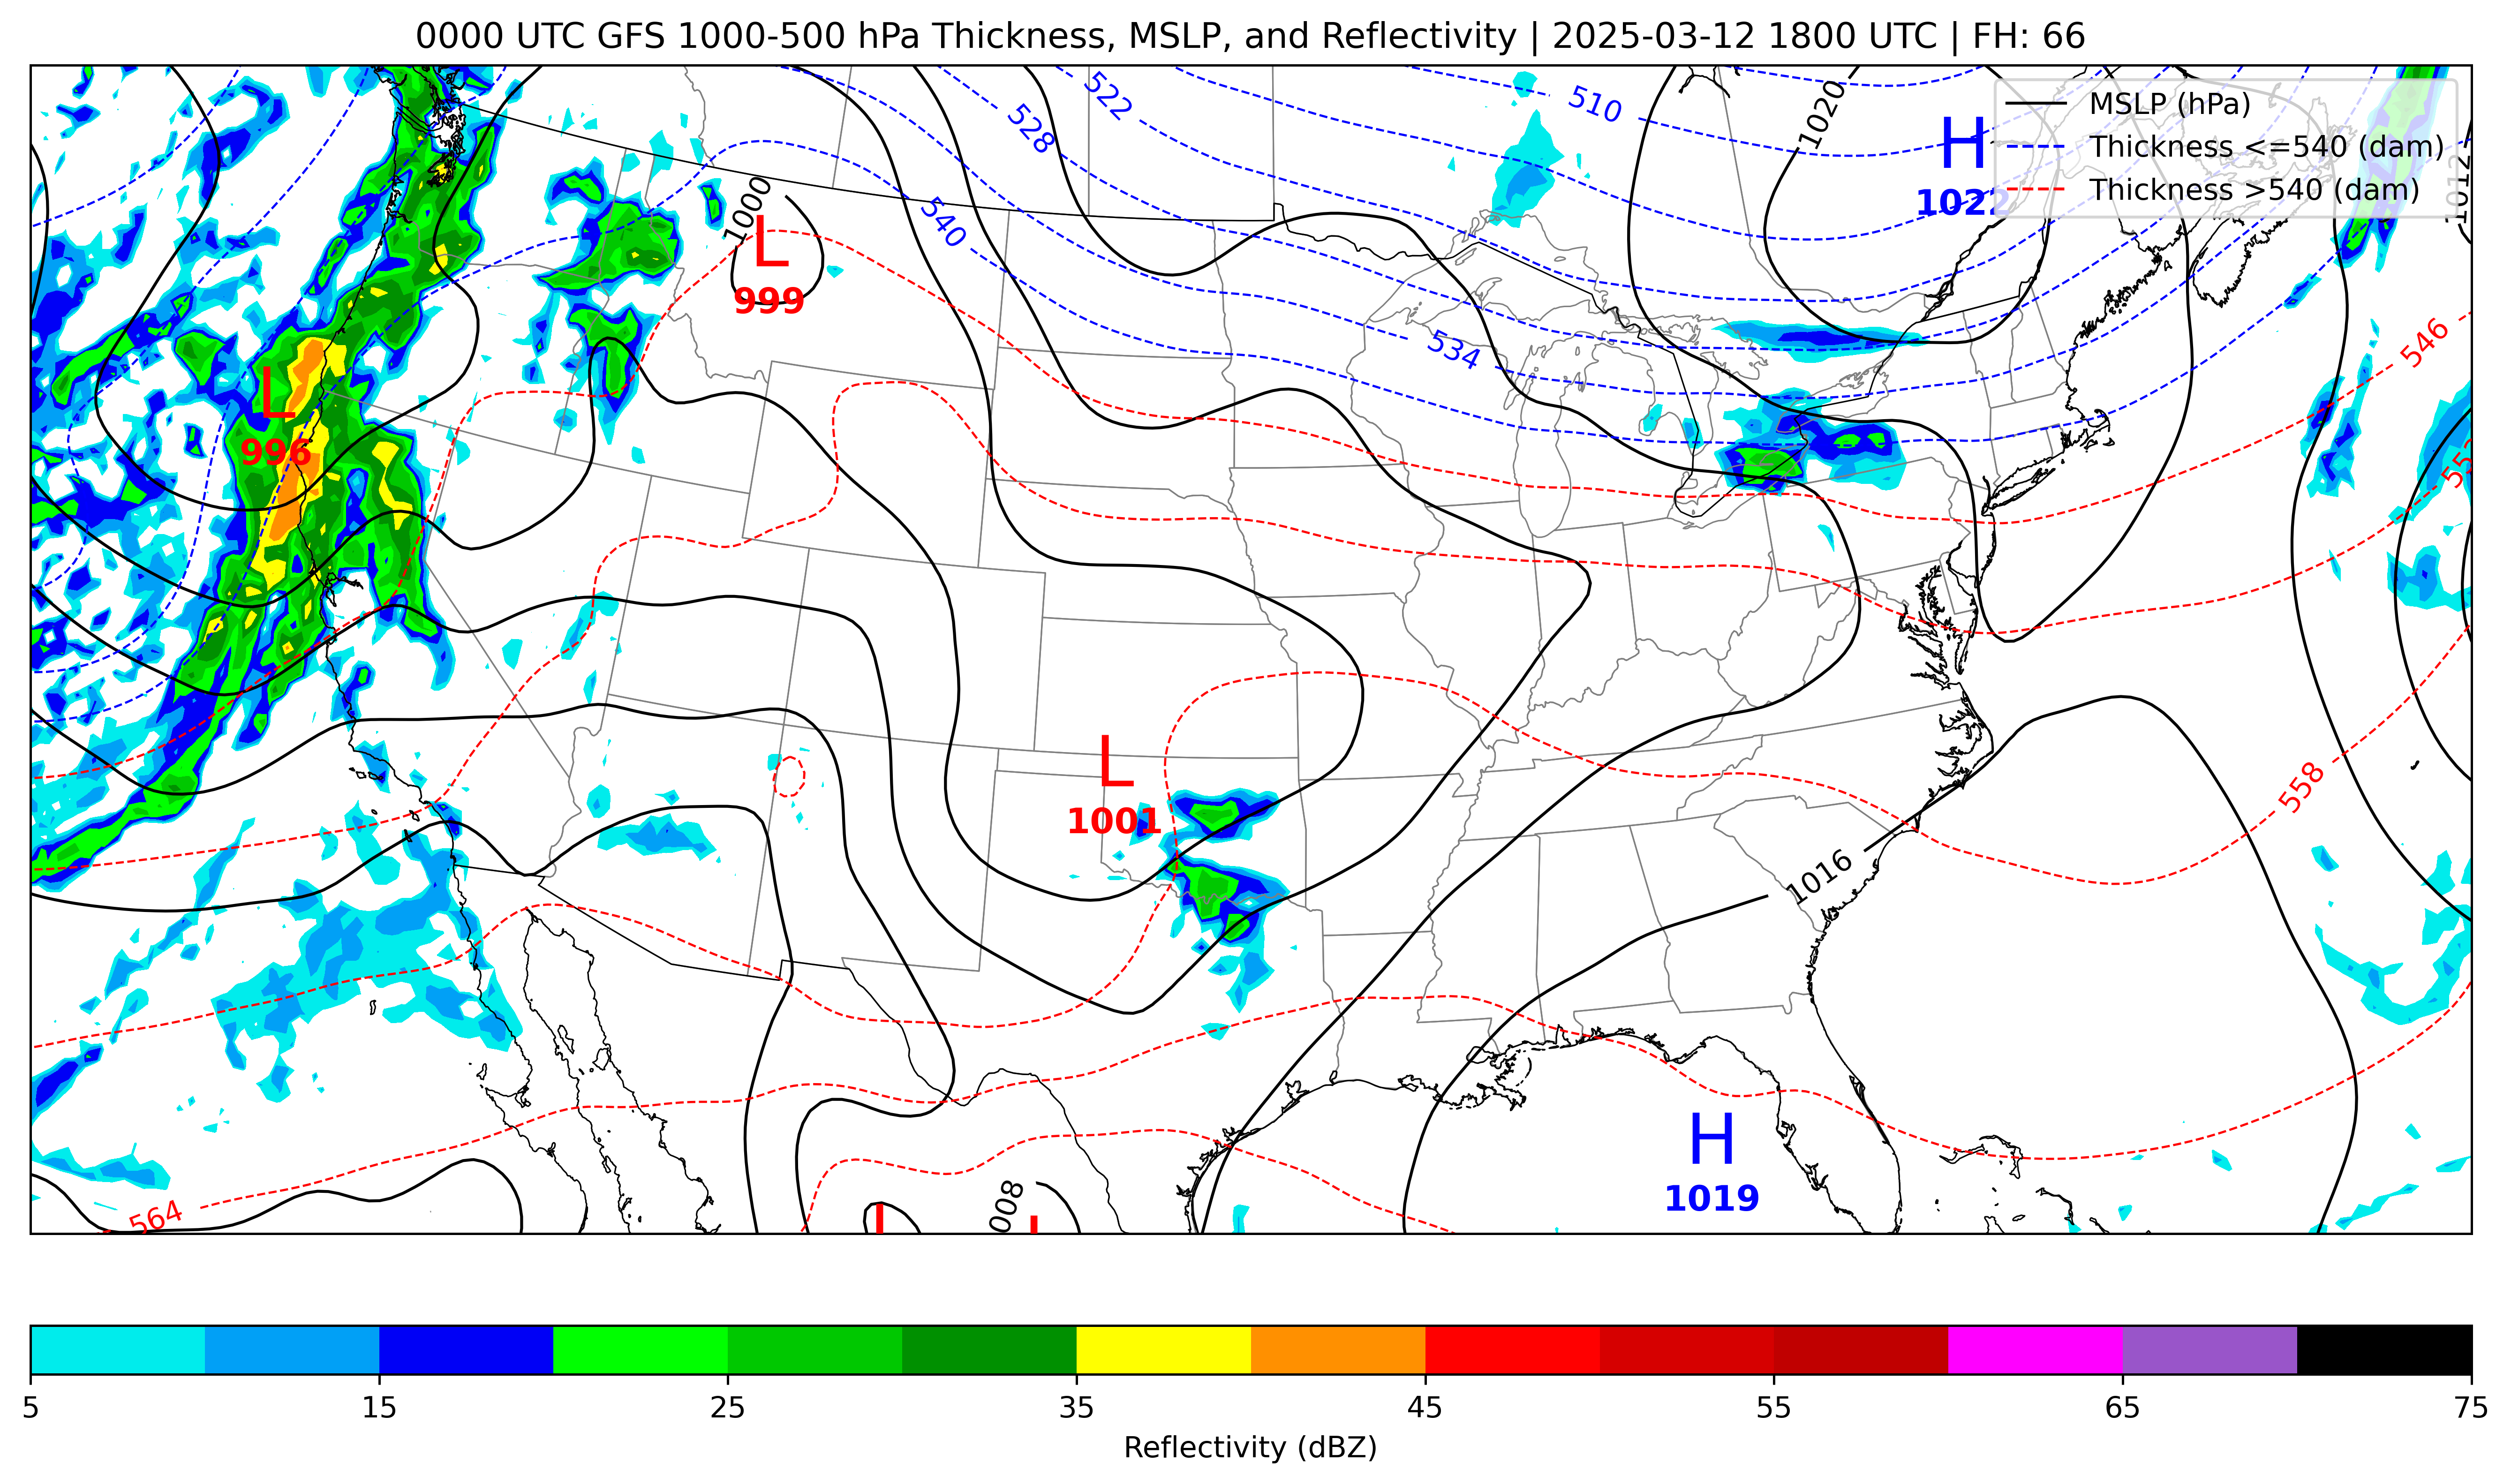 0000 UTC GFS 1000-500 hPa Thickness, MSLP, and Reflectivity | 2025-03-12 1800 UTC | FH: 66
MSLP (hPa)
Thickness <=540 (dam)
Thickness >540 (dam)
522
510
1020
528
H
1022
1012
1000
540
L
999
534
546
L
996
L
1001
558
1016
H
1019
564
008
5
15
25
35
45
55
65
75
Reflectivity (dBZ)